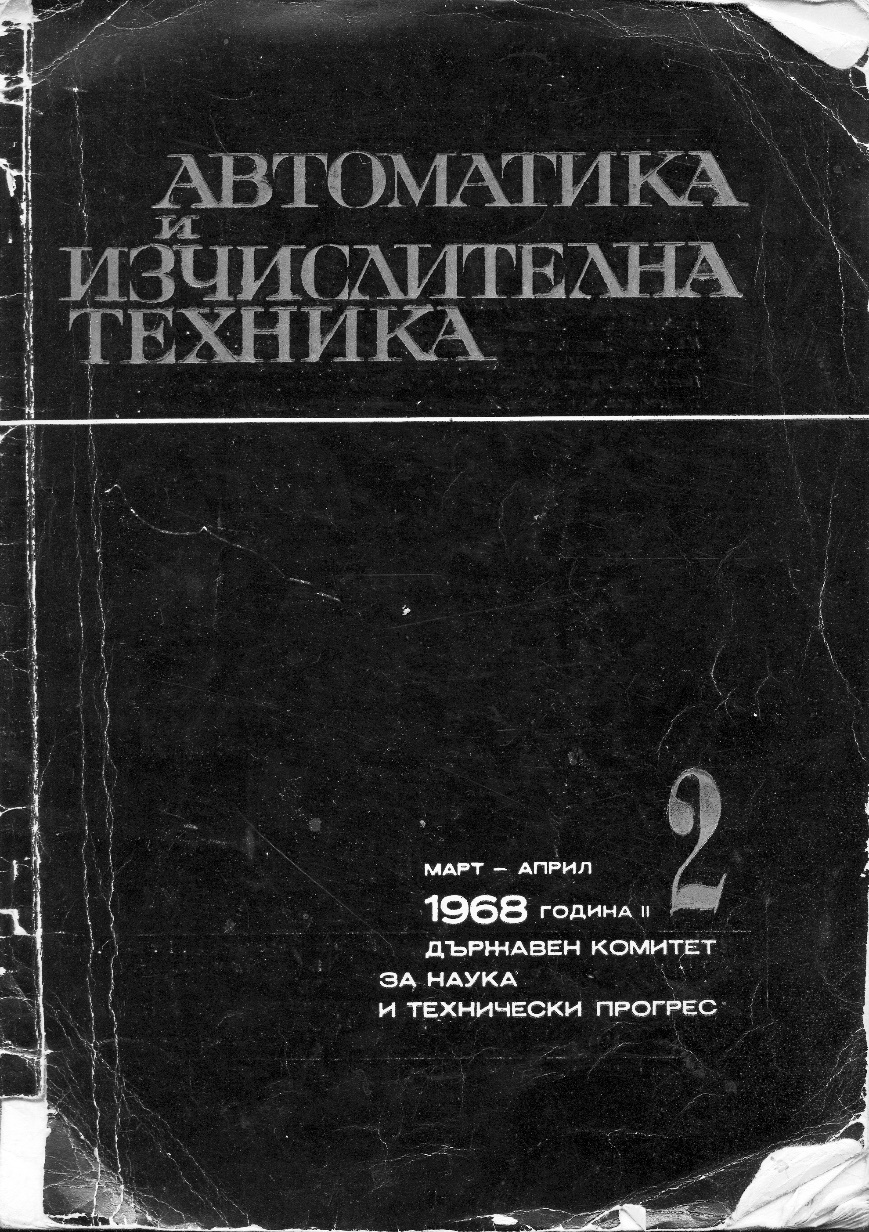 АВТОМАТИКА
И
ИЗЧИСЛИТЕЛНА
ТЕХНИКА
2
МАРТ – АПРИЛ
1968 ГОДИНА II
ДЪРЖАВЕН КОМИТЕТ
ЗА НАУКА
И ТЕХНИЧЕСКИ ПРОГРЕС